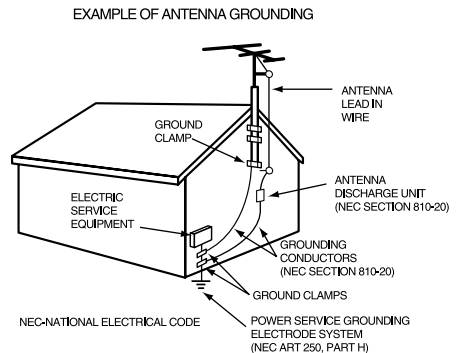 EXAMPLE OF ANTENNA GROUNDING
ANTENNA
LEAD IN
WIRE
GROUND
CLAMP
ANTENNA
DISCHARGE UNIT
(NEC SECTION 810-20)
ELECTRIC
SERVICE
EQUIPMENT
GROUNDING
CONDUCTORS
(NEC SECTION 810-20)
GROUND CLAMPS
NEC-NATIONAL ELECTRICAL CODE
POWER SERVICE GROUNDING
ELECTRODE SYSTEM
(NEC ART 250, PART H)